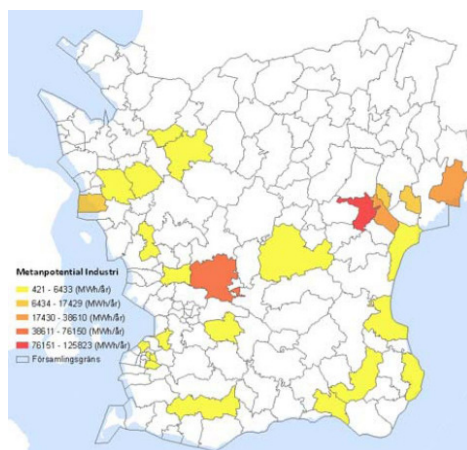 Metanpotential Industri
421 - 6433 (MWh/år)
6434 - 17429 (MWh/år)
17430 - 38610 (MWh/år)
38611 - 76150 (MWh/år)
76151 - 125823 (MWh/år)
Församlingsgräns